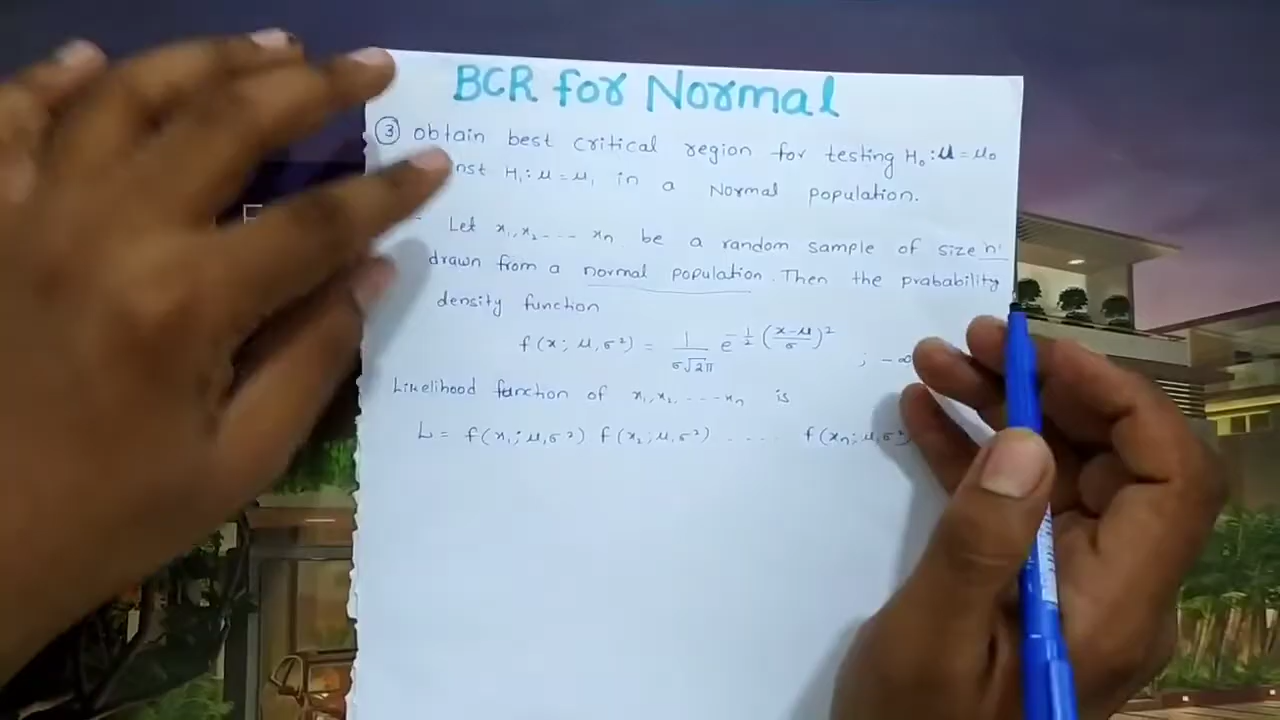 BCR for Normal
③ obtain best critical region for testing H₀:μ=μ₀
nst H₁:μ=μ₁ in a Normal population.
Let x₁,x₂---- xₙ be a random sample of size 'n'
drawn from a normal population. Then the probability
density function
f(x; μ,σ²) = 1/σ√2π e^-1/2 (x-μ/σ)² ; -∞
Likelihood function of x₁,x₂,----xₙ is
L = f(x₁;μ,σ²) f(x₂;μ,σ²) ---- f(xₙ;μ,σ²)